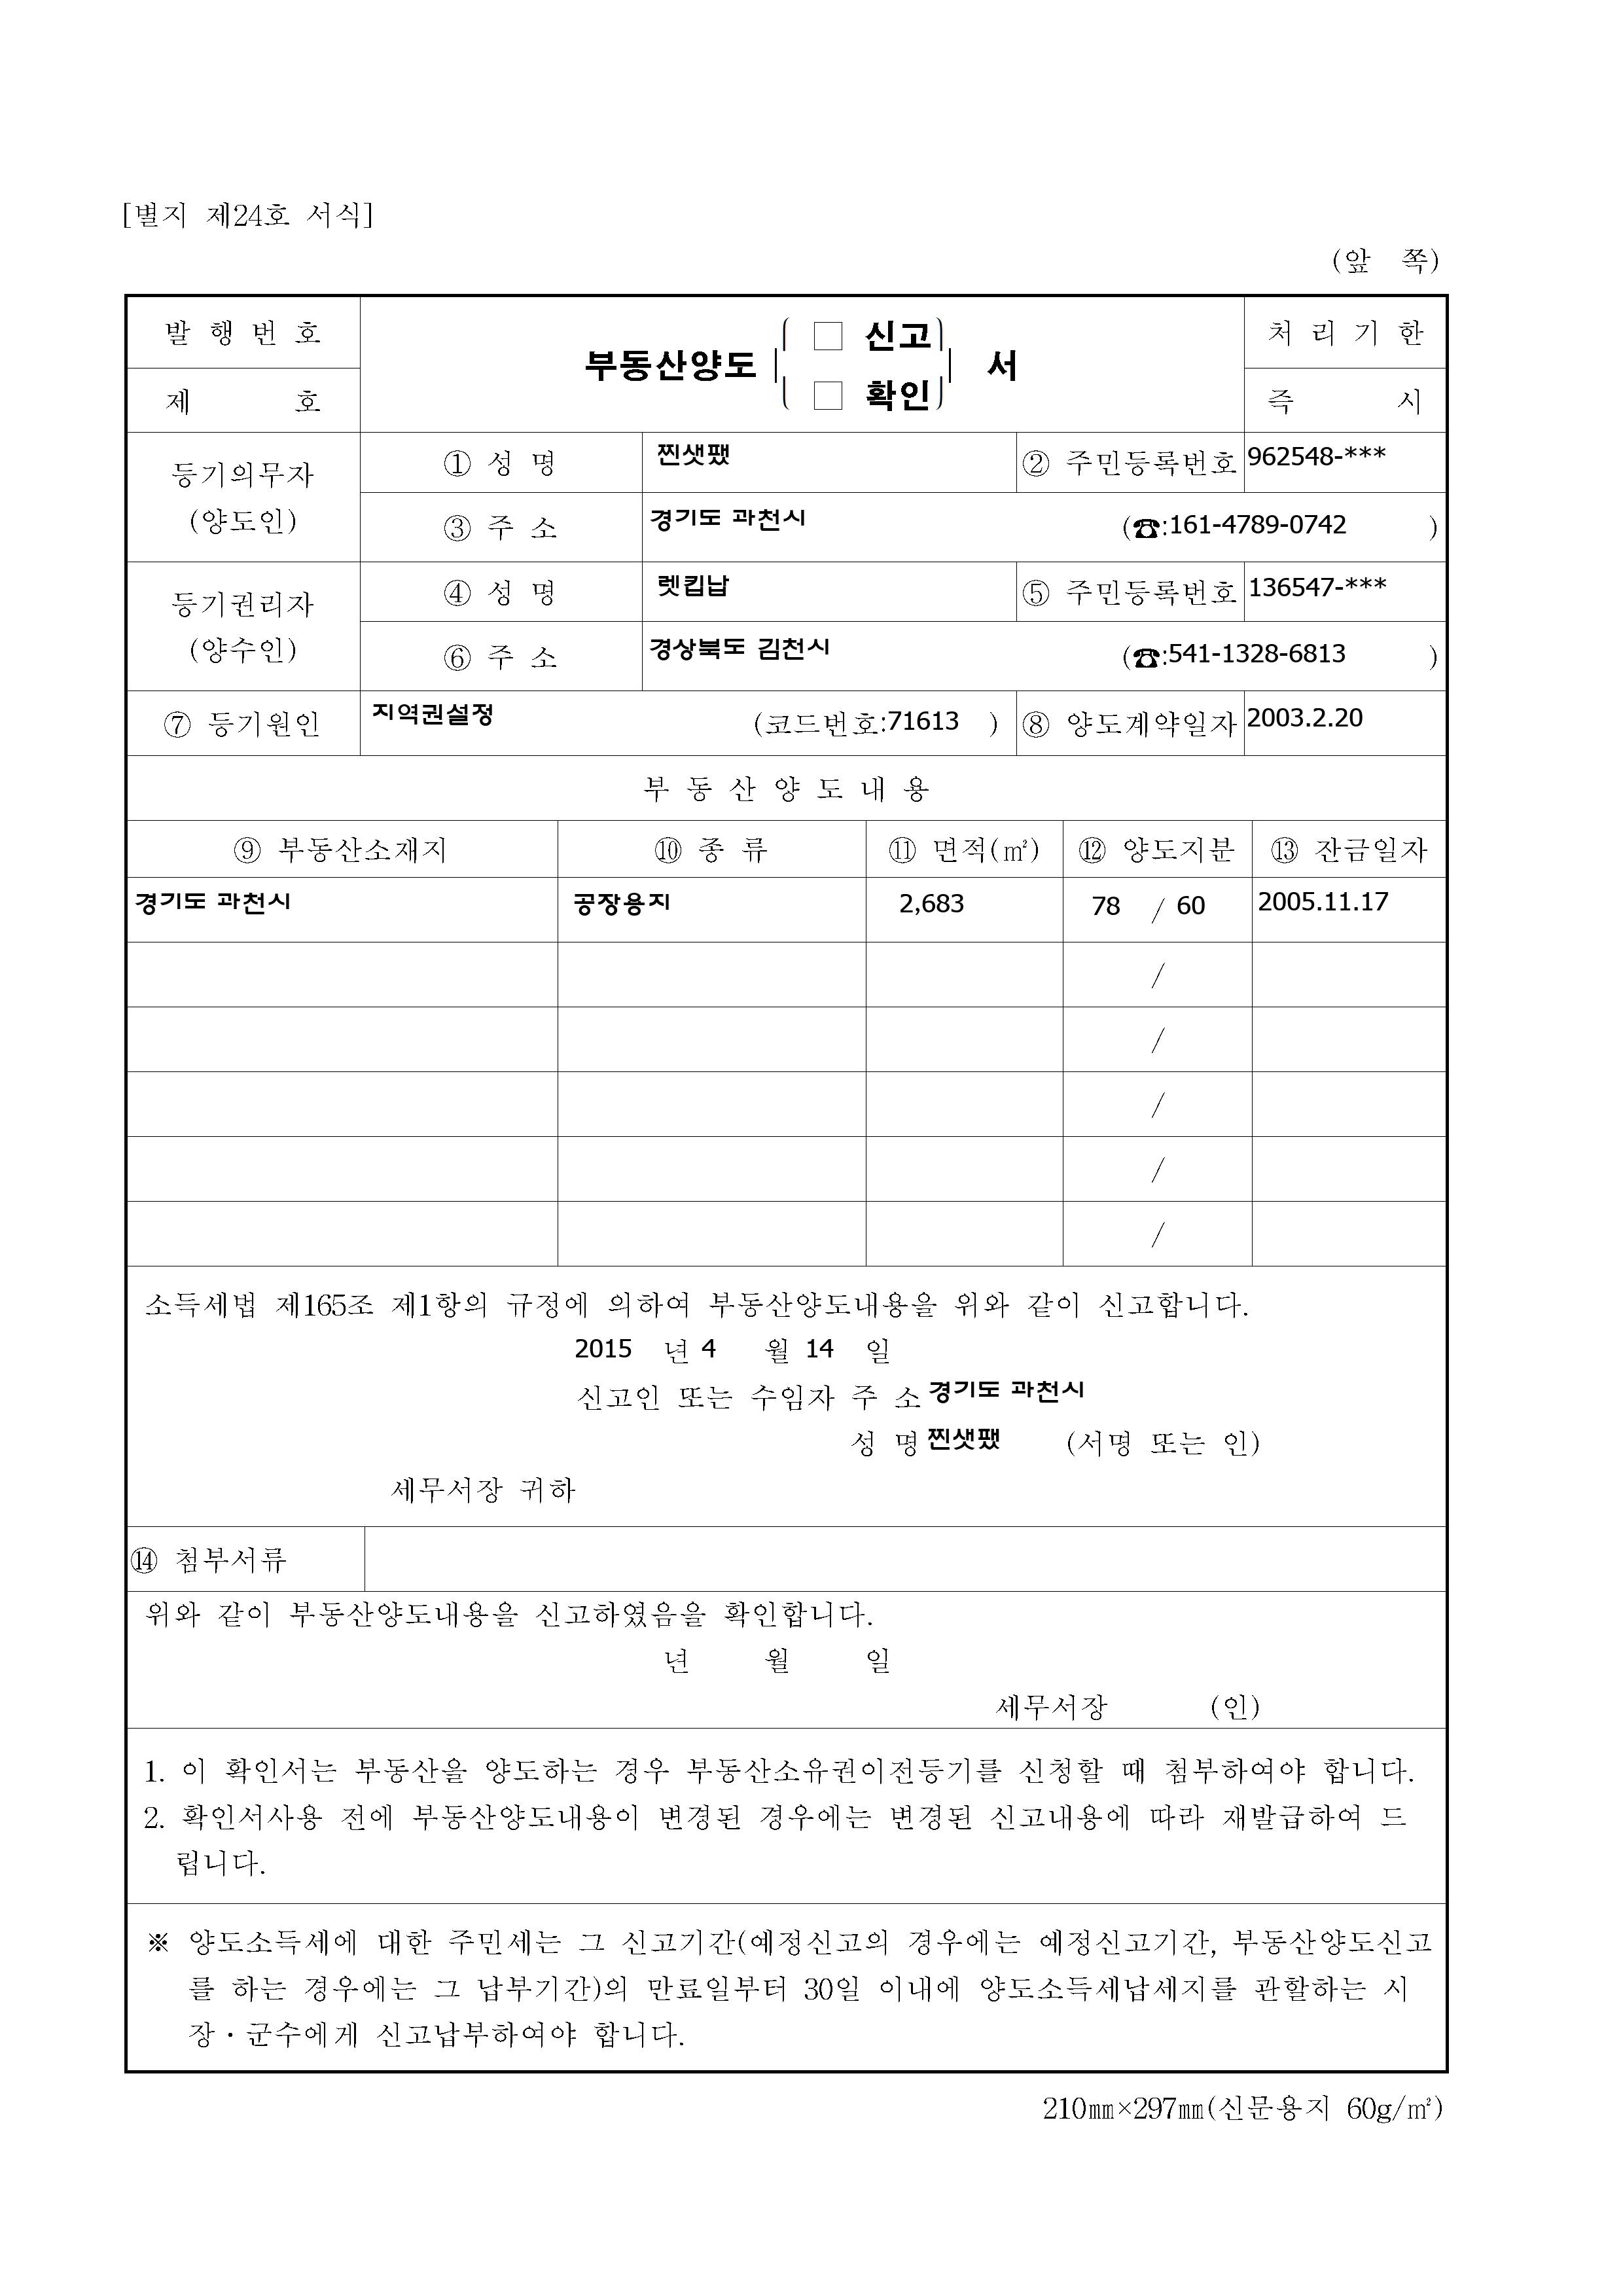 [별지 제24호 서식]
(앞 쪽)
발 행 번 호
제 호
부동산양도 □ 신고 □ 확인 서
처 리 기 한
즉 시
등기의무자
(양도인)
① 성 명 찐샛팼 ② 주민등록번호 962548-***
③ 주 소 경기도 과천시 (☎:161-4789-0742 )
등기권리자
(양수인)
④ 성 명 렛킵납 ⑤ 주민등록번호 136547-***
⑥ 주 소 경상북도 김천시 (☎:541-1328-6813 )
⑦ 등기원인 지역권설정 (코드번호:71613 ) ⑧ 양도계약일자 2003.2.20
부 동 산 양 도 내 용
⑨ 부동산소재지 ⑩ 종 류 ⑪ 면적(㎡) ⑫ 양도지분 ⑬ 잔금일자
경기도 과천시 공장용지 2,683 78 / 60 2005.11.17
/
/
/
/
/
소득세법 제165조 제1항의 규정에 의하여 부동산양도내용을 위와 같이 신고합니다.
2015 년 4 월 14 일
신고인 또는 수임자 주 소 경기도 과천시
성 명 찐샛팼 (서명 또는 인)
세무서장 귀하
⑭ 첨부서류
위와 같이 부동산양도내용을 신고하였음을 확인합니다.
년 월 일
세무서장 (인)
1. 이 확인서는 부동산을 양도하는 경우 부동산소유권이전등기를 신청할 때 첨부하여야 합니다.
2. 확인서사용 전에 부동산양도내용이 변경된 경우에는 변경된 신고내용에 따라 재발급하여 드
립니다.
※ 양도소득세에 대한 주민세는 그 신고기간(예정신고의 경우에는 예정신고기간, 부동산양도신고
를 하는 경우에는 그 납부기간)의 만료일부터 30일 이내에 양도소득세납세지를 관할하는 시
장·군수에게 신고납부하여야 합니다.
210㎜×297㎜(신문용지 60g/㎡)